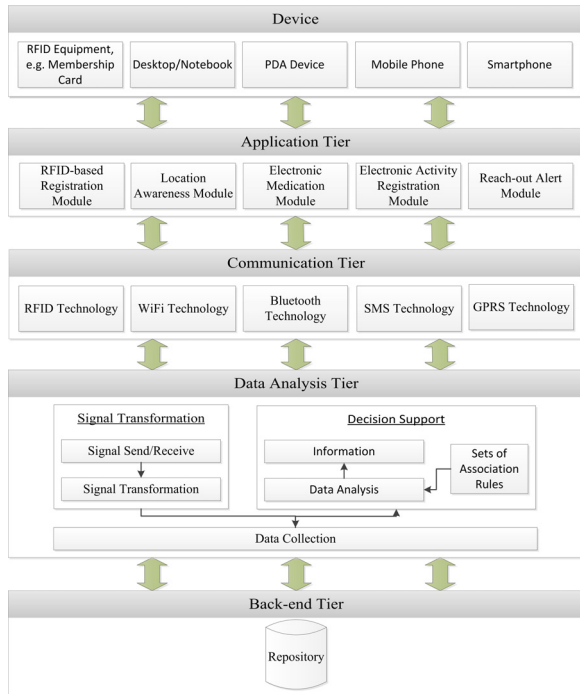 Device
RFID Equipment,
e.g. Membership
Card
Desktop/Notebook
PDA Device
Mobile Phone
Smartphone
Application Tier
RFID-based
Registration
Module
Location
Awareness Module
Electronic
Medication
Module
Electronic Activity
Registration
Module
Reach-out Alert
Module
Communication Tier
RFID Technology
WiFi Technology
Bluetooth
Technology
SMS Technology
GPRS Technology
Data Analysis Tier
Signal Transformation
Signal Send/Receive
Signal Transformation
Decision Support
Information
Data Analysis
Sets of
Association
Rules
Data Collection
Back-end Tier
Repository